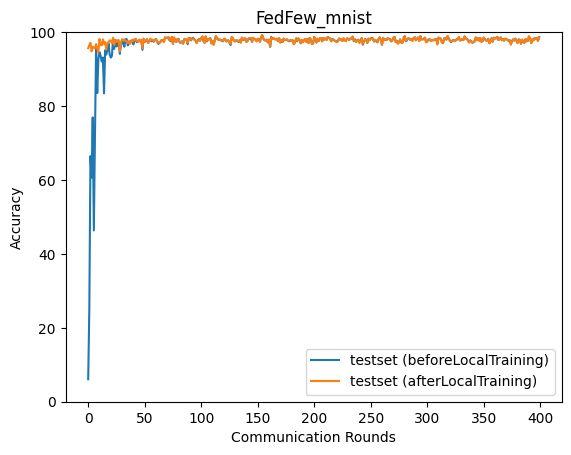 FedFew_mnist
100
80
60
40
20
0
Accuracy
0 50 100 150 200 250 300 350 400
Communication Rounds
testset (beforeLocalTraining)
testset (afterLocalTraining)